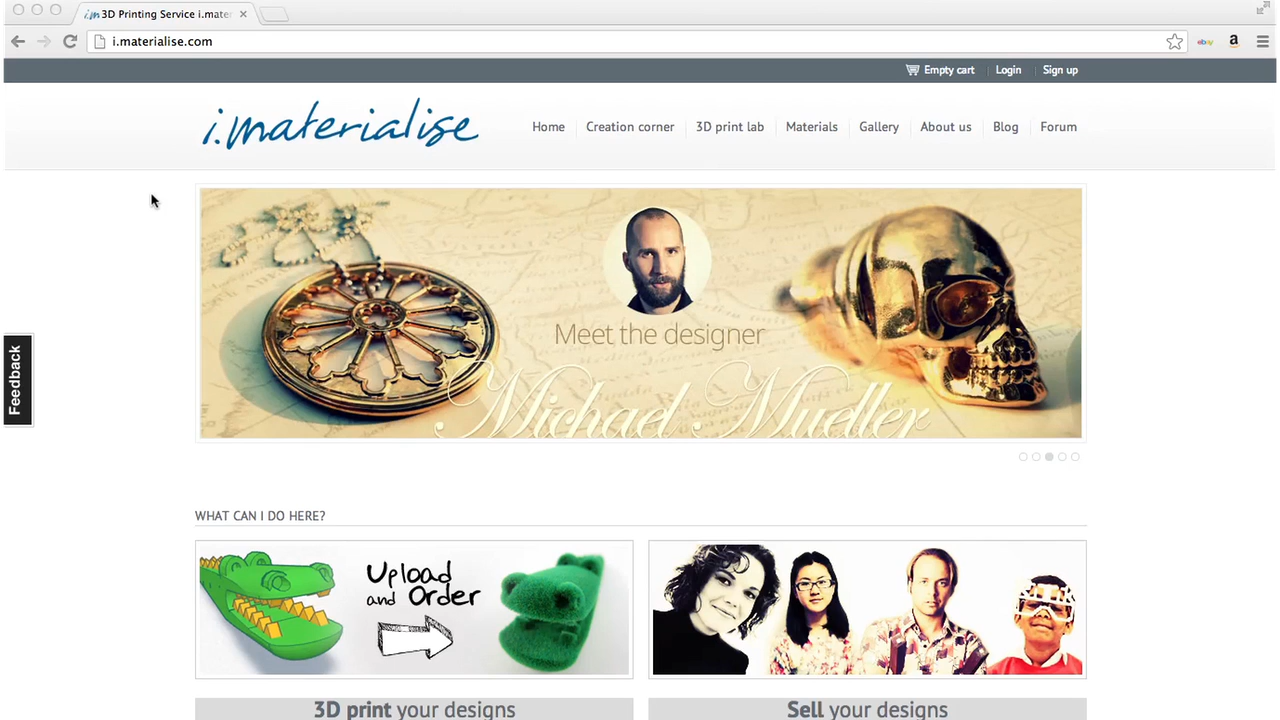 3D Printing Service i.mate
i.materialise.com
ebay
a
Empty cart
Login
Sign up
i.materialise
Home
Creation corner
3D print lab
Materials
Gallery
About us
Blog
Forum
Meet the designer
Michael Mueller
Feedback
WHAT CAN I DO HERE?
Upload
and Order
3D print your designs
Sell your designs